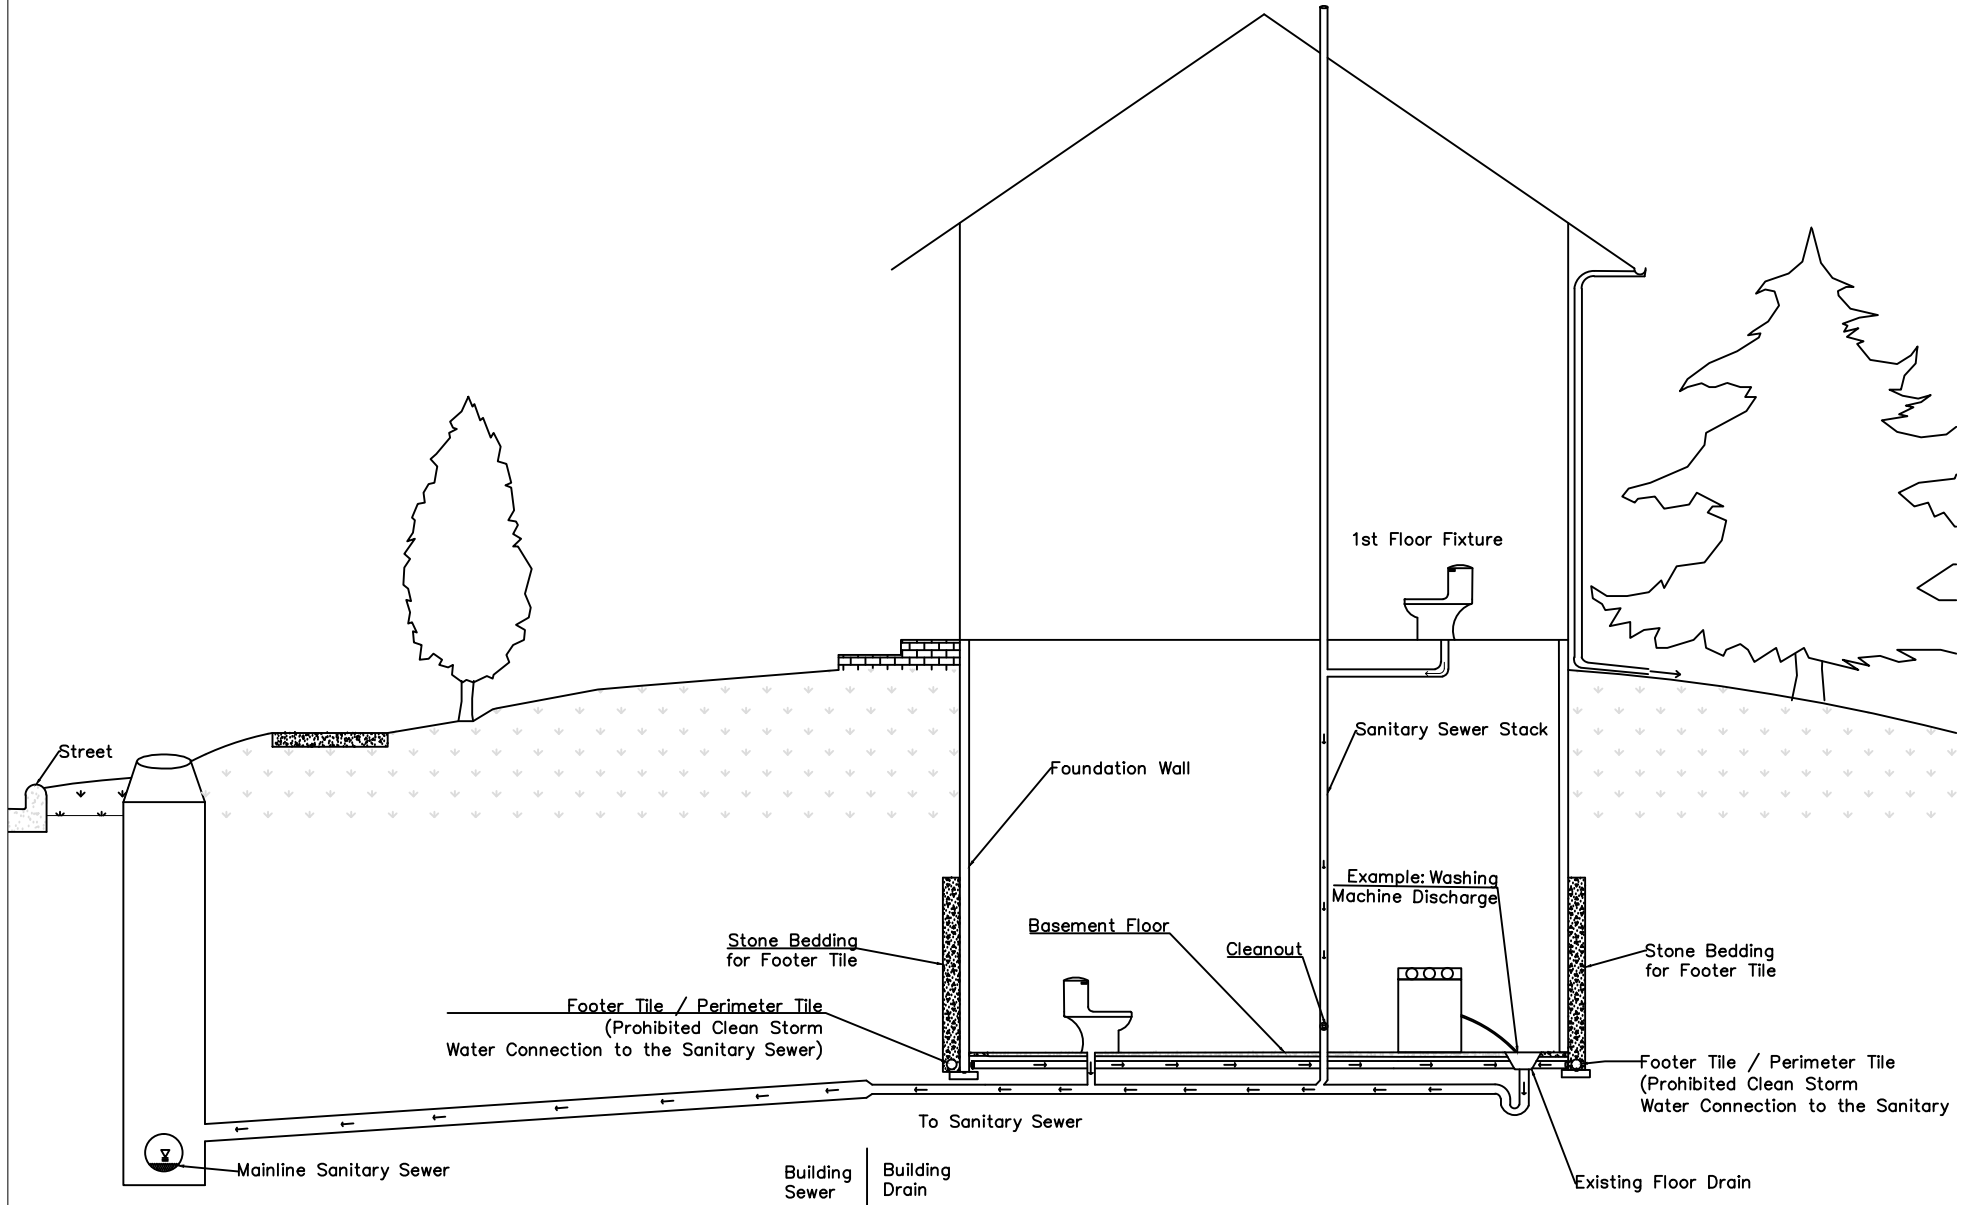 1st Floor Fixture
Sanitary Sewer Stack
Street
Foundation Wall
Example: Washing
Machine Discharge
Basement Floor
Cleanout
Stone Bedding
for Footer Tile
Stone Bedding
for Footer Tile
Footer Tile / Perimeter Tile
(Prohibited Clean Storm
Water Connection to the Sanitary Sewer)
Footer Tile / Perimeter Tile
(Prohibited Clean Storm
Water Connection to the Sanitary
To Sanitary Sewer
Mainline Sanitary Sewer
Building
Sewer
Building
Drain
Existing Floor Drain